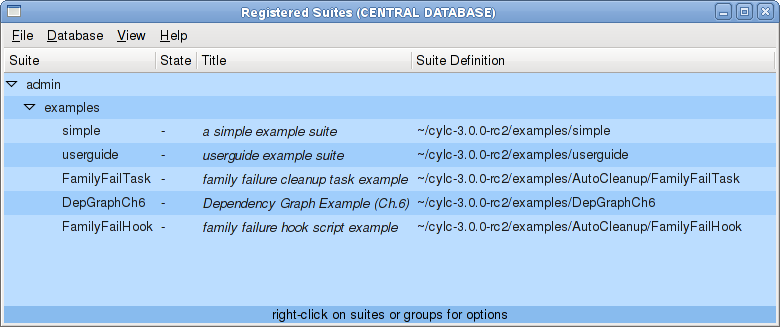 Registered Suites (CENTRAL DATABASE)
File Database View Help
Suite State Title Suite Definition
admin
examples
simple - a simple example suite ~/cylc-3.0.0-rc2/examples/simple
userguide - userguide example suite ~/cylc-3.0.0-rc2/examples/userguide
FamilyFailTask - family failure cleanup task example ~/cylc-3.0.0-rc2/examples/AutoCleanup/FamilyFailTask
DepGraphCh6 - Dependency Graph Example (Ch.6) ~/cylc-3.0.0-rc2/examples/DepGraphCh6
FamilyFailHook - family failure hook script example ~/cylc-3.0.0-rc2/examples/AutoCleanup/FamilyFailHook
right-click on suites or groups for options